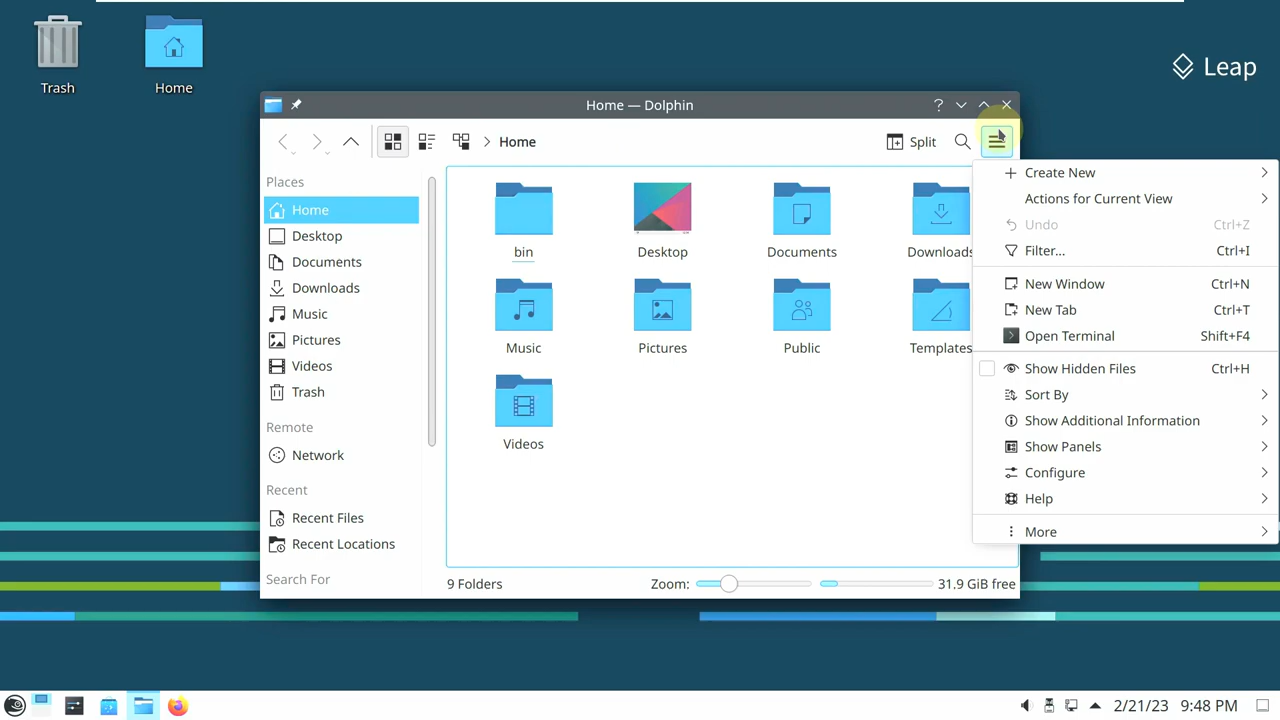 Trash
Home
Leap
Home — Dolphin
Home
Split
Places
Home
Desktop
Documents
Downloads
Music
Pictures
Videos
Trash
Remote
Network
Recent
Recent Files
Recent Locations
Search For
bin
Desktop
Documents
Downloads
Music
Pictures
Public
Templates
Videos
Create New
Actions for Current View
Undo Ctrl+Z
Filter... Ctrl+I
New Window Ctrl+N
New Tab Ctrl+T
Open Terminal Shift+F4
Show Hidden Files Ctrl+H
Sort By
Show Additional Information
Show Panels
Configure
Help
More
9 Folders
Zoom:
31.9 GiB free
2/21/23 9:48 PM